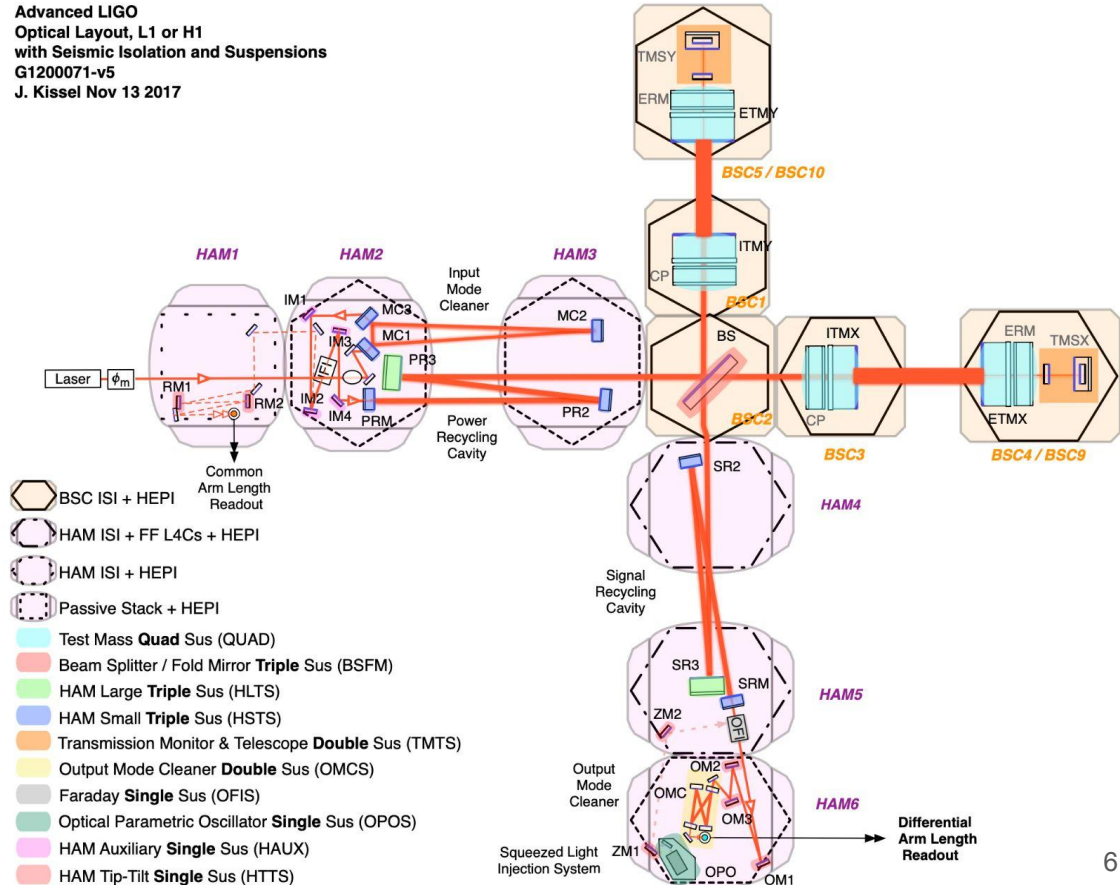 Advanced LIGO
Optical Layout, L1 or H1
with Seismic Isolation and Suspensions
G1200071-v5
J. Kissel Nov 13 2017
TMSY
ERM
ETMY
BSC5 / BSC10
ITMY
CP
BSC1
HAM1
HAM2
HAM3
Input
Mode
Cleaner
IM1
MC3
MC1
MC2
IM3
IFI
PR3
Laser
ϕm
RM1
RM2
IM2
IM4
PRM
PR2
Power
Recycling
Cavity
Common
Arm Length
Readout
BS
BSC2
ITMX
CP
BSC3
ERM
TMSX
ETMX
BSC4 / BSC9
SR2
HAM4
Signal
Recycling
Cavity
SR3
SRM
HAM5
ZM2
OFI
Output
Mode
Cleaner
OM2
OMC
OM3
HAM6
ZM1
Squeezed Light
Injection System
OPO
OM1
Differential
Arm Length
Readout
BSC ISI + HEPI
HAM ISI + FF L4Cs + HEPI
HAM ISI + HEPI
Passive Stack + HEPI
Test Mass Quad Sus (QUAD)
Beam Splitter / Fold Mirror Triple Sus (BSFM)
HAM Large Triple Sus (HLTS)
HAM Small Triple Sus (HSTS)
Transmission Monitor & Telescope Double Sus (TMTS)
Output Mode Cleaner Double Sus (OMCS)
Faraday Single Sus (OFIS)
Optical Parametric Oscillator Single Sus (OPOS)
HAM Auxiliary Single Sus (HAUX)
HAM Tip-Tilt Single Sus (HTTS)
6